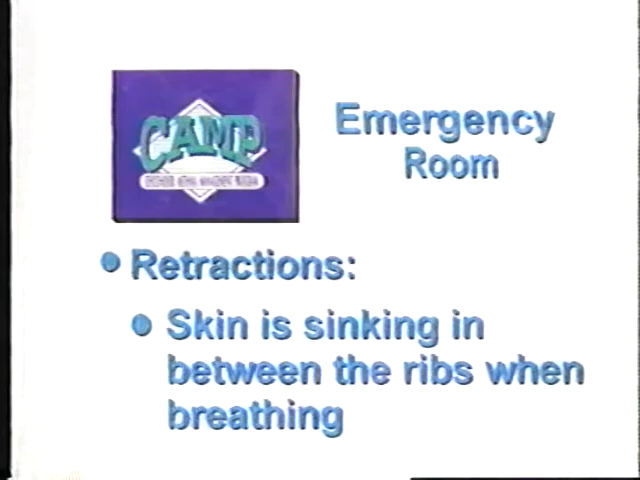 CAMP
Emergency
Room
Retractions:
Skin is sinking in
between the ribs when
breathing